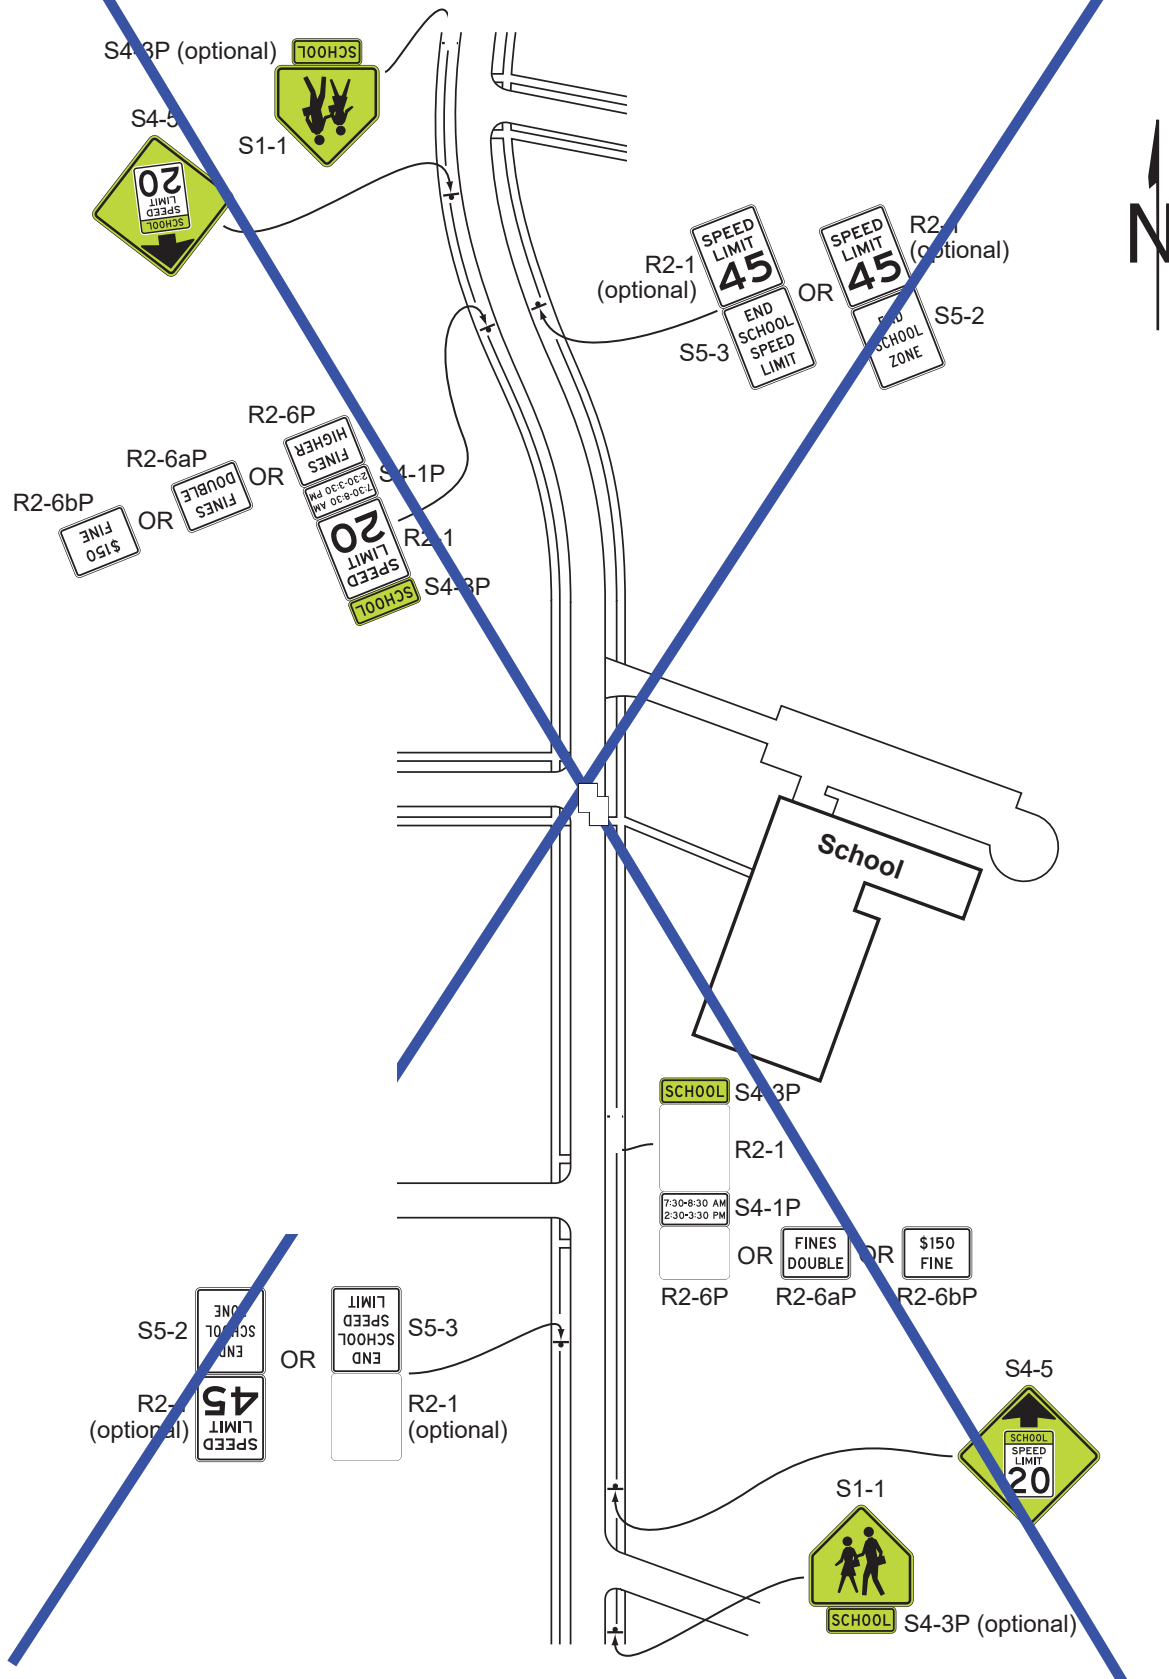 S4-3P (optional)
SCHOOL
S1-1
S4-5
20
LIMIT
SPEED
SCHOOL
N
SPEED
LIMIT
45
R2-1
(optional)
OR
SPEED
LIMIT
45
R2-1
(optional)
END
SCHOOL
SPEED
LIMIT
S5-3
END
SCHOOL
ZONE
S5-2
R2-6P
FINES
HIGHER
R2-6aP
FINES
DOUBLE
OR
S4-1P
7:30-8:30 AM
2:30-3:30 PM
R2-6bP
$150
FINE
OR
SPEED
LIMIT
20
R2-1
SCHOOL
S4-3P
School
SCHOOL
S4-3P
R2-1
7:30-8:30 AM
2:30-3:30 PM
S4-1P
OR
FINES
DOUBLE
OR
$150
FINE
R2-6P
R2-6aP
R2-6bP
S5-2
END
SCHOOL
ZONE
OR
END
SCHOOL
SPEED
LIMIT
S5-3
R2-1
(optional)
SPEED
LIMIT
45
R2-1
(optional)
S4-5
SCHOOL
SPEED
LIMIT
20
S1-1
SCHOOL
S4-3P (optional)